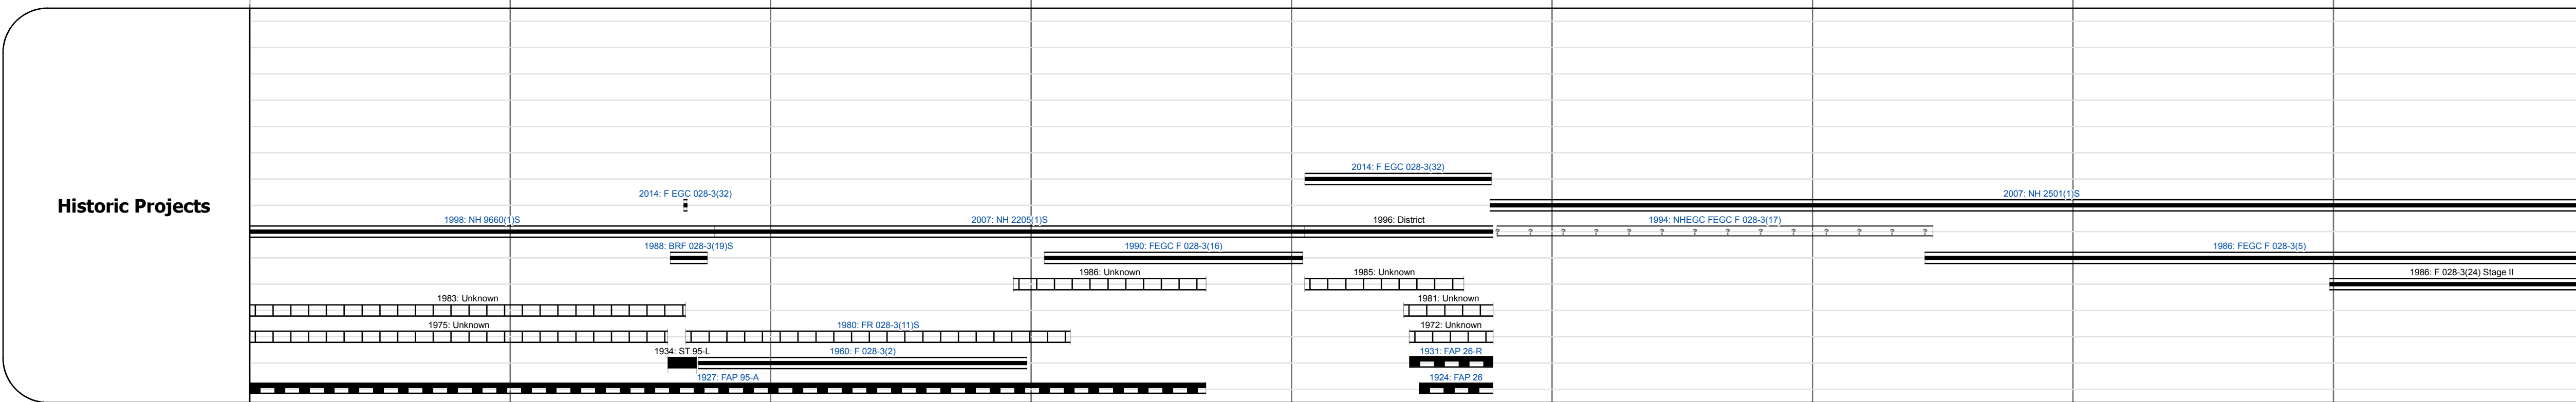 Historic Projects
2014: F EGC 028-3(32)
2014: F EGC 028-3(32)
2007: NH 2501(1)S
1998: NH 9660(1)S
2007: NH 2205(1)S
1996: District
1994: NHEGC FEGC F 028-3(17)
? ? ? ? ? ? ? ? ? ? ? ? ?
1988: BRF 028-3(19)S
1990: FEGC F 028-3(16)
1986: FEGC F 028-3(5)
1986: Unknown
1985: Unknown
1986: F 028-3(24) Stage II
1983: Unknown
1981: Unknown
1975: Unknown
1980: FR 028-3(11)S
1972: Unknown
1934: ST 95-L
1960: F 028-3(2)
1931: FAP 26-R
1927: FAP 95-A
1924: FAP 26